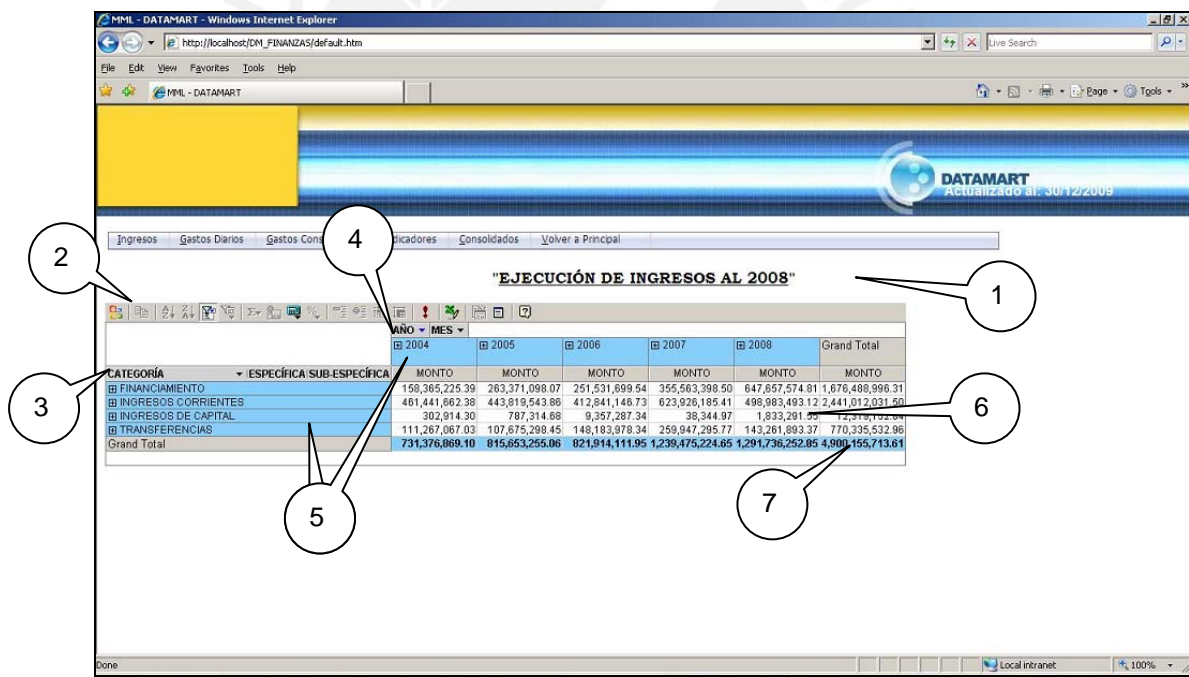 MML - DATAMART - Windows Internet Explorer
http://localhost/DM_FINANZAS/default.htm
Live Search
File Edit View Favorites Tools Help
MML - DATAMART
Page Tools
DATAMART
Actualizado al: 30/12/2009
Ingresos Gastos Diarios Gastos Cons dicadores Consolidados Volver a Principal
4
2
"EJECUCIÓN DE INGRESOS AL 2008"
1
AÑO MES
2004 2005 2006 2007 2008 Grand Total
CATEGORÍA ESPECÍFICA SUB-ESPECÍFICA MONTO MONTO MONTO MONTO MONTO MONTO
FINANCIAMIENTO 158,365,225.39 263,371,098.07 251,531,699.54 355,563,398.50 647,657,574.81 1,676,488,996.31
INGRESOS CORRIENTES 461,441,662.38 443,819,543.86 412,841,146.73 623,926,185.41 498,983,493.12 2,441,012,031.50
INGRESOS DE CAPITAL 302,914.30 787,314.68 9,357,287.34 38,344.97 1,833,291.55
TRANSFERENCIAS 111,267,067.03 107,675,298.45 148,183,978.34 259,947,295.77 143,261,893.37 770,335,532.96
Grand Total 731,376,869.10 815,653,255.06 821,914,111.95 1,239,475,224.65 1,291,736,252.85 4,900,155,713.61
3
6
5
7
Done Local intranet 100%